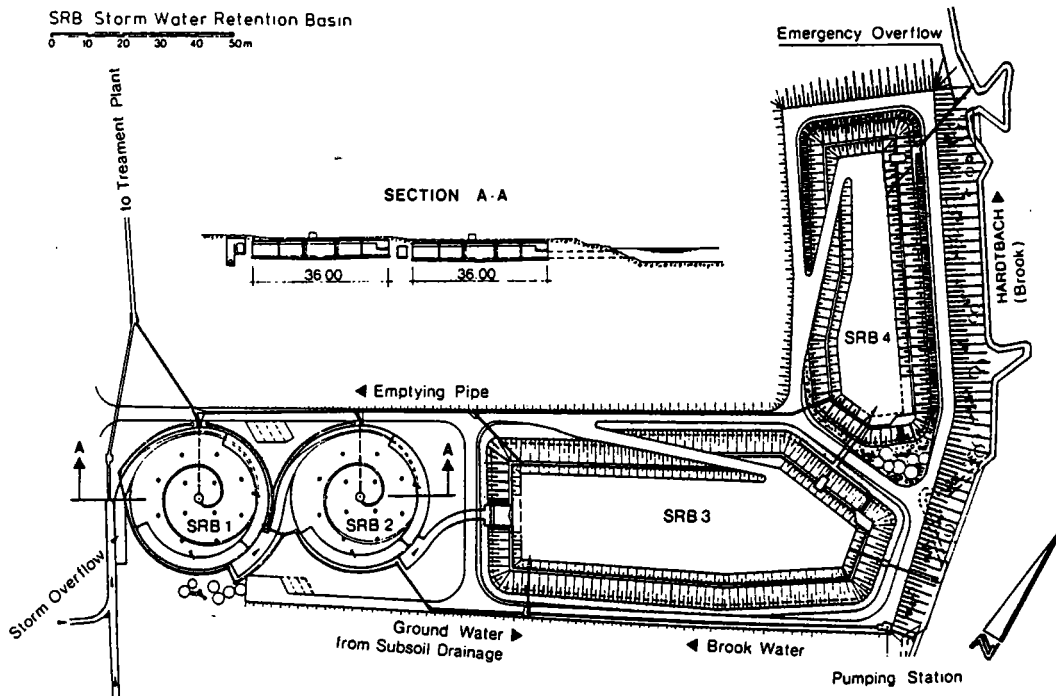 SRB Storm Water Retention Basin
0 10 20 30 40 50m
Emergency Overflow
to Treament Plant
SECTION A-A
36.00
36.00
HARDTBACH
(Brook)
SRB 4
Emptying Pipe
A
A
SRB 1
SRB 2
SRB 3
Storm Overflow
Ground Water
from Subsoil Drainage
Brook Water
Pumping Station
N